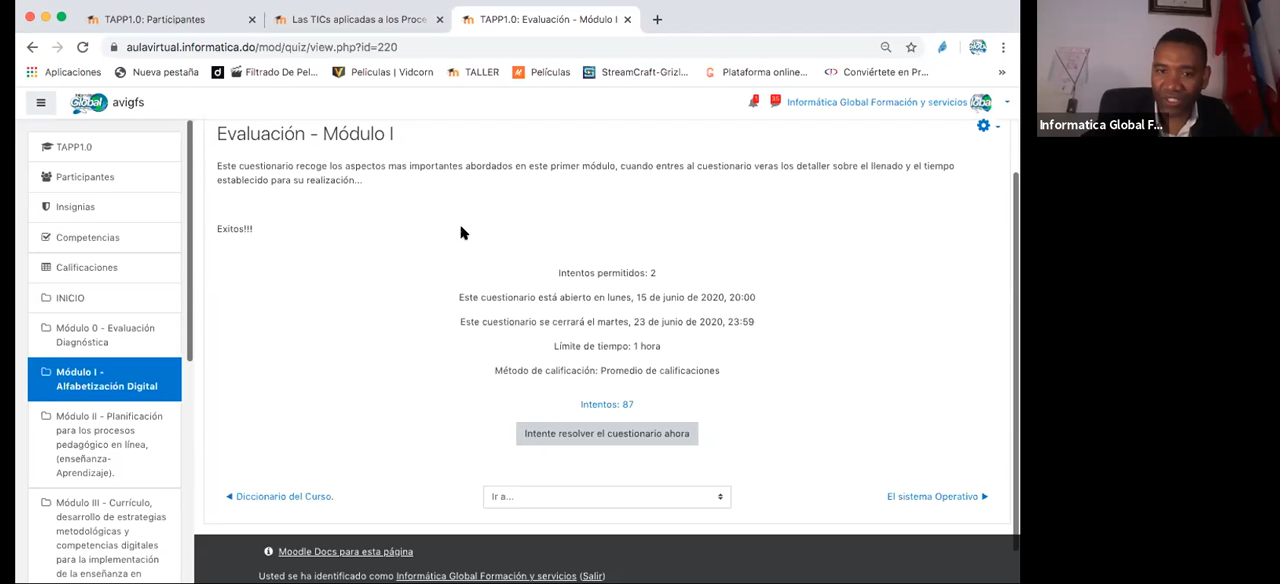 TAPP1.0: Participantes
Las TICs aplicadas a los Proce
TAPP1.0: Evaluación - Módulo I
aulavirtual.informatica.do/mod/quiz/view.php?id=220
Aplicaciones
Nueva pestaña
Filtrado De Pel...
Peliculas | Vidcorn
TALLER
Películas
StreamCraft-Grizl...
Plataforma online...
Conviértete en Pr...
Global
avigfs
Informática Global Formación y servicios
TAPP1.0
Participantes
Insignias
Competencias
Calificaciones
INICIO
Módulo 0 - Evaluación
Diagnóstica
Módulo I -
Alfabetización Digital
Módulo II - Planificación
para los procesos
pedagógico en línea,
(enseñanza-
Aprendizaje).
Módulo III - Currículo,
desarrollo de estrategias
metodológicas y
competencias digitales
para la implementación
de la enseñanza en
Evaluación - Módulo I
Este cuestionario recoge los aspectos mas importantes abordados en este primer módulo, cuando entres al cuestionario veras los detaller sobre el llenado y el tiempo
establecido para su realización...
Exitos!!!
Intentos permitidos: 2
Este cuestionario está abierto en lunes, 15 de junio de 2020, 20:00
Este cuestionario se cerrará el martes, 23 de junio de 2020, 23:59
Límite de tiempo: 1 hora
Método de calificación: Promedio de calificaciones
Intentos: 87
Intente resolver el cuestionario ahora
◀ Diccionario del Curso.
Ir a...
El sistema Operativo ▶
Moodle Docs para esta página
Usted se ha identificado como Informática Global Formación y servicios (Salir)
Informatica Global F...